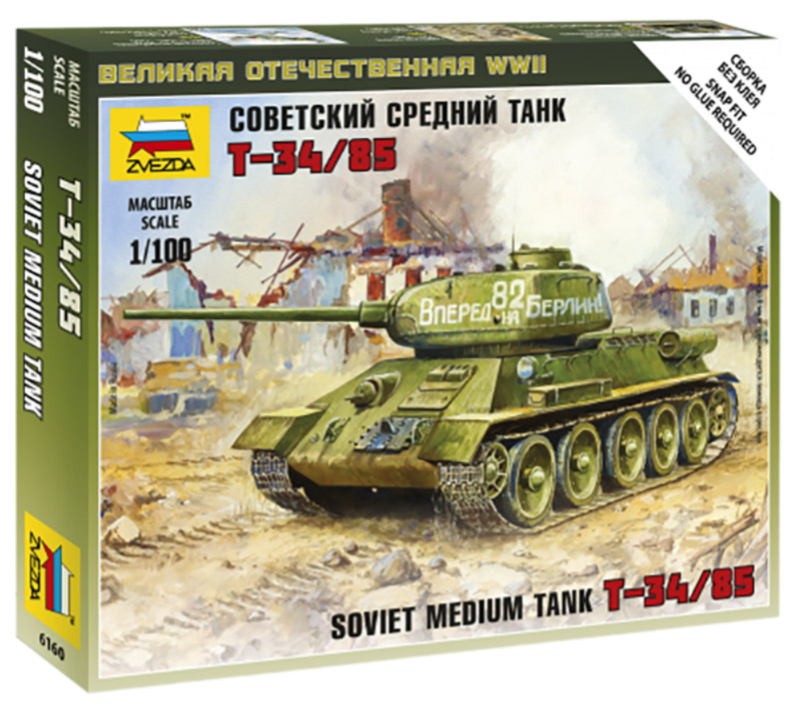 ВЕЛИКАЯ ОТЕЧЕСТВЕННАЯ WWII
СБОРКА
БЕЗ КЛЕЯ
SNAP FIT
NO GLUE REQUIRED
ZVEZDA
™
СОВЕТСКИЙ СРЕДНИЙ ТАНК
Т-34/85
МАСШТАБ
SCALE
1/100
82
ВПЕРЕД НА БЕРЛИН!
SOVIET MEDIUM TANK T-34/85
МАСШТАБ
SCALE
1/100
T-34/85
SOVIET MEDIUM TANK
ZVEZDA
6160